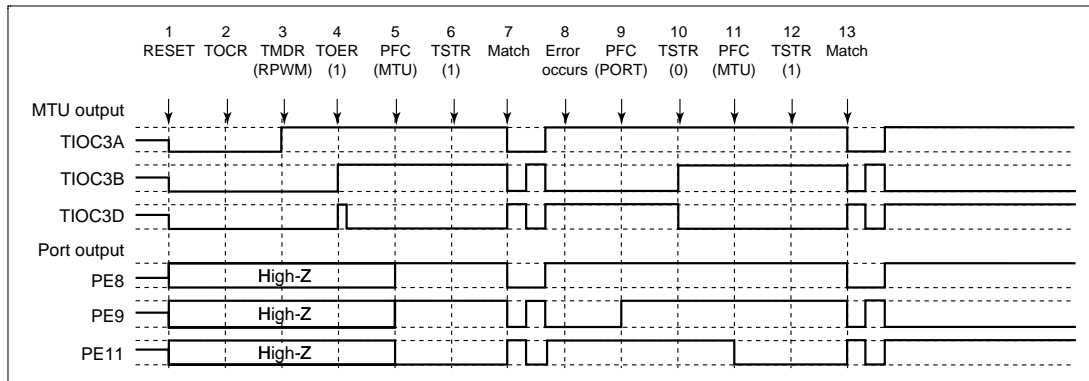 1 2 3 4 5 6 7 8 9 10 11 12 13
RESET TOCR TMDR TOER PFC TSTR Match Error PFC TSTR PFC TSTR Match
(RPWM) (1) (MTU) (1) occurs (PORT) (0) (MTU) (1)
MTU output
TIOC3A
TIOC3B
TIOC3D
Port output
PE8 High-Z
PE9 High-Z
PE11 High-Z